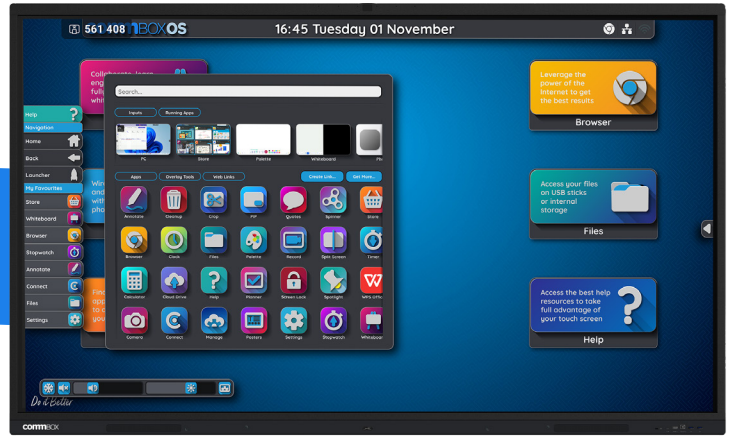 561 408
COMMBOXOS
16:45 Tuesday 01 November
Leverage the
power of the
internet to get
the best results
Browser
Access your files
on USB sticks
or internal
storage
Files
Access the best help
resources to take
full advantage of
your touch screen
Help
Search...
Inputs
Running Apps
PC
Store
Palette
Whiteboard
Apps
Overlay Tools
Web Links
Create Link...
Get More...
Annotate
Cleanup
Crop
PiP
Quotes
Spinner
Store
Browser
Clock
Files
Palette
Record
Split Screen
Timer
Calculator
Cloud Drive
Help
Planner
Screen Lock
Spotlight
WPS Offic
Camera
Connect
Manage
Posters
Settings
Stopwatch
Whiteboar
Help
Navigation
Home
Back
Launcher
My Favourites
Store
Whiteboard
Browser
Stopwatch
Annotate
Connect
Files
Settings
Do it Better
COMMBOX